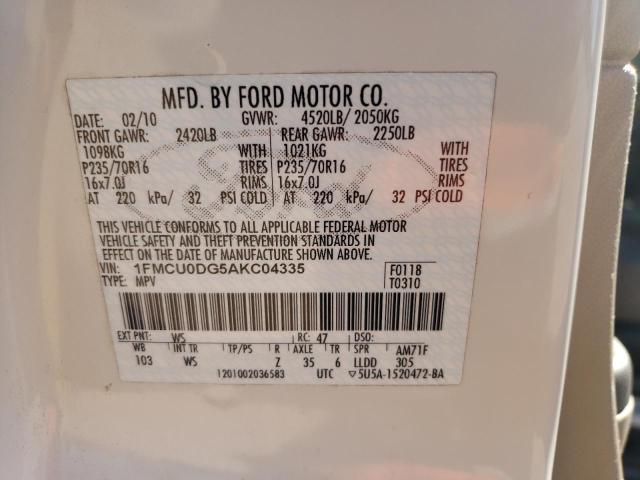 MFD. BY FORD MOTOR CO.
DATE: 02/10 GVWR: 4520LB/ 2050KG
FRONT GAWR: 2420LB REAR GAWR: 2250LB
1098KG WITH 1021KG WITH
P235/70R16 TIRES P235/70R16 TIRES
16x7.0J RIMS 16x7.0J RIMS
AT 220 kPa/ 32 PSI COLD AT 220 kPa/ 32 PSI COLD
THIS VEHICLE CONFORMS TO ALL APPLICABLE FEDERAL MOTOR
VEHICLE SAFETY AND THEFT PREVENTION STANDARDS IN
EFFECT ON THE DATE OF MANUFACTURE SHOWN ABOVE.
VIN: 1FMCU0DG5AKC04335 F0118
TYPE: MPV T0310
EXT PNT: WS RC: 47 DSO:
WB INT TR TP/PS R AXLE TR SPR AM71F
103 WS Z 35 6 LLDD 305
1201002036583 UTC ▽5U5A-1520472-BA